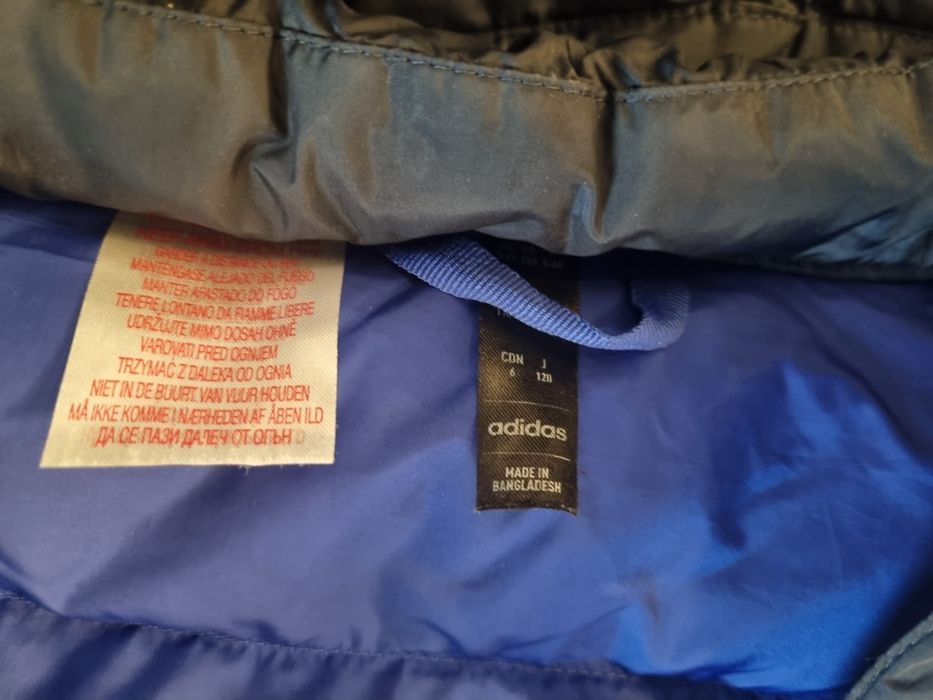 MANTÉNGASE ALEJADO DEL FUEGO
MANTER AFASTADO DO FOGO
TENERE LONTANO DA FIAMME LIBERE
UDRŽUJTE MIMO DOSAH OHNĚ
VAROVATI PRED OGNJEM
TRZYMAĆ Z DALEKA OD OGNIA
NIET IN DE BUURT VAN VUUR HOUDEN
MÅ IKKE KOMME I NÆRHEDEN AF ÅBEN ILD
ДА СЕ ПАЗИ ДАЛЕЧ ОТ ОГЪН
CDN J
6 120
adidas
MADE IN
BANGLADESH